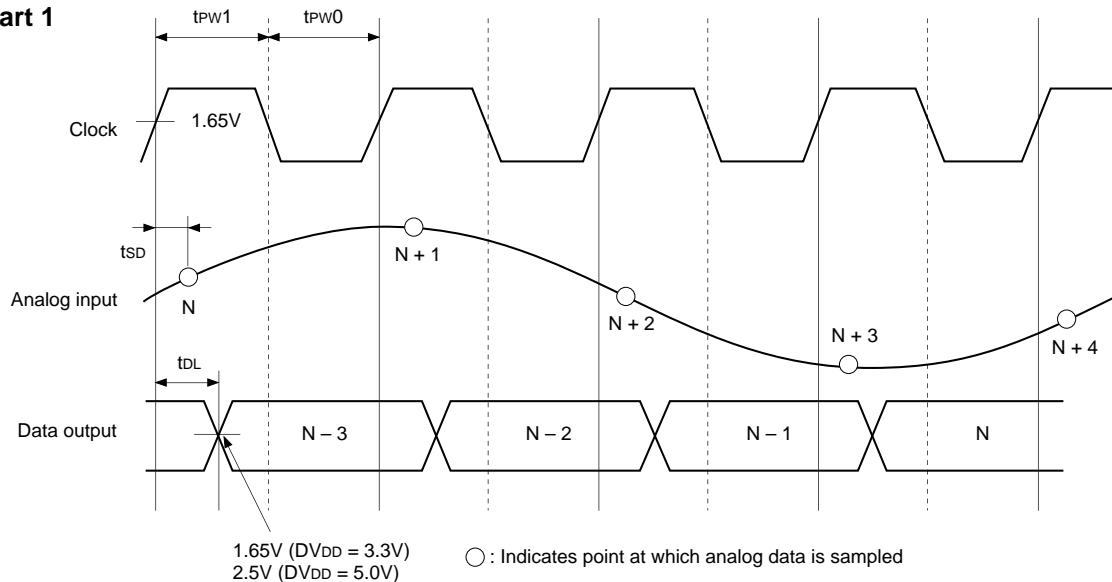 art 1
tPW1
tPW0
Clock
1.65V
tSD
N + 1
Analog input
N
N + 2
N + 3
N + 4
tDL
Data output
N – 3
N – 2
N – 1
N
1.65V (DVDD = 3.3V)
2.5V (DVDD = 5.0V)
: Indicates point at which analog data is sampled